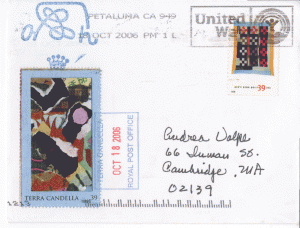 PETALUMA CA 949
18 OCT 2006 PM 1 L
United
Way
39
TERRA CANDELLA
OCT 18 2006
ROYAL POST OFFICE
TERRA CANDELLA 39
Andrea Wolpe
66 Inman St.
Cambridge, MA
02139